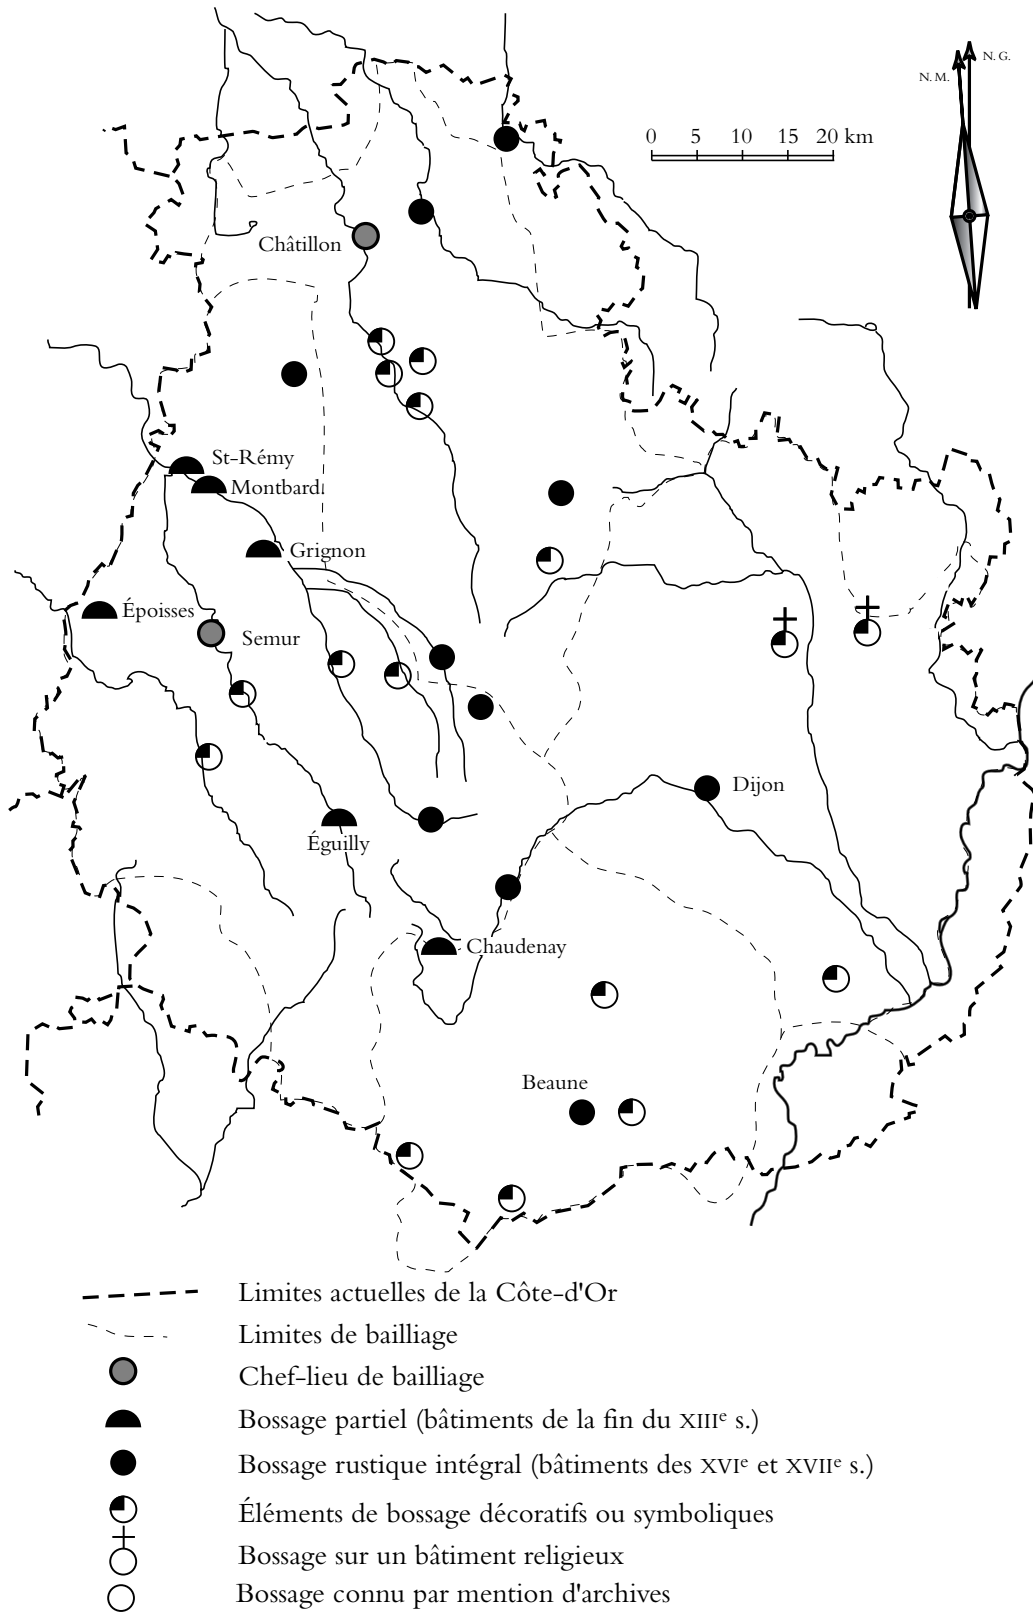 N. G.
N. M.
0 5 10 15 20 km
Châtillon
St-Rémy
Montbard
Grignon
Époisses
Semur
Dijon
Éguilly
Chaudenay
Beaune
Limites actuelles de la Côte-d'Or
Limites de bailliage
Chef-lieu de bailliage
Bossage partiel (bâtiments de la fin du XIIIe s.)
Bossage rustique intégral (bâtiments des XVIe et XVIIe s.)
Éléments de bossage décoratifs ou symboliques
Bossage sur un bâtiment religieux
Bossage connu par mention d'archives